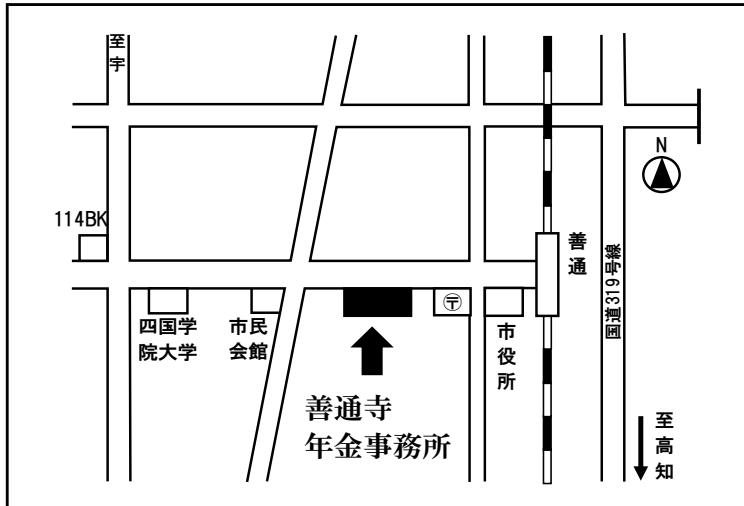 至宇
N
114BK
善通
国道319号線
〒
四国学
院大学
市民
会館
市役所
善通寺
年金事務所
至高知